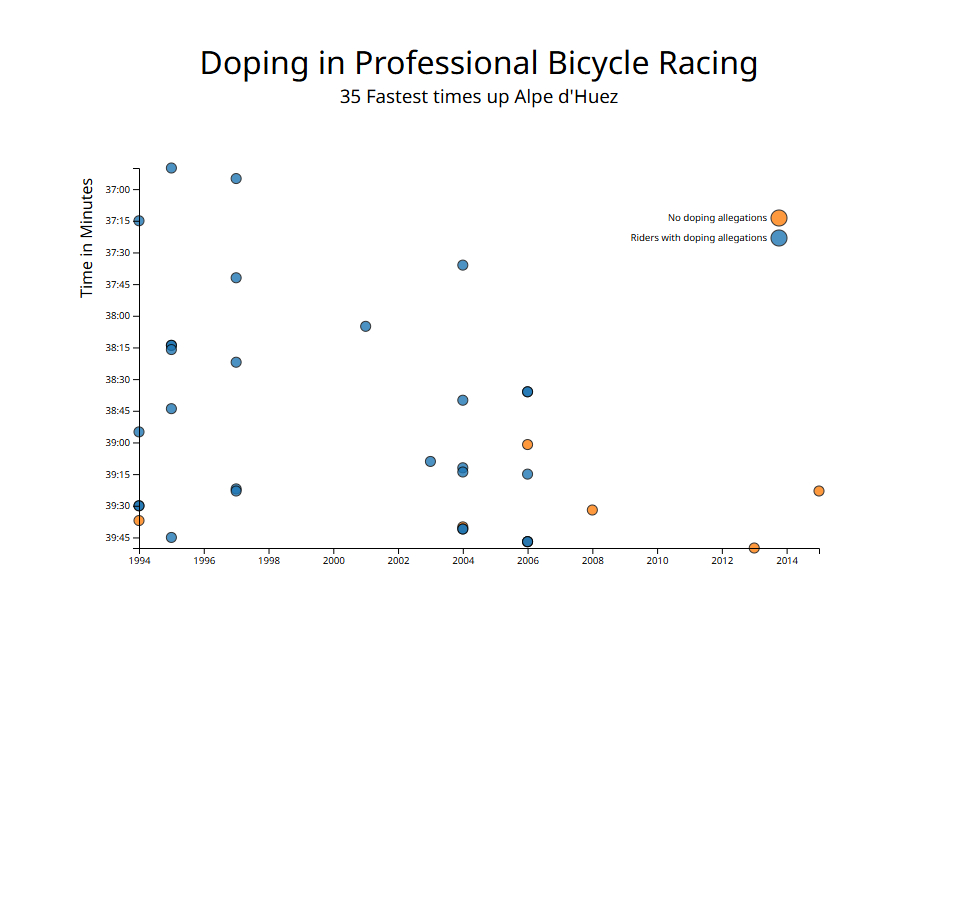 Doping in Professional Bicycle Racing
35 Fastest times up Alpe d'Huez
Time in Minutes
37:00
37:15
37:30
37:45
38:00
38:15
38:30
38:45
39:00
39:15
39:30
39:45
No doping allegations
Riders with doping allegations
1994 1996 1998 2000 2002 2004 2006 2008 2010 2012 2014